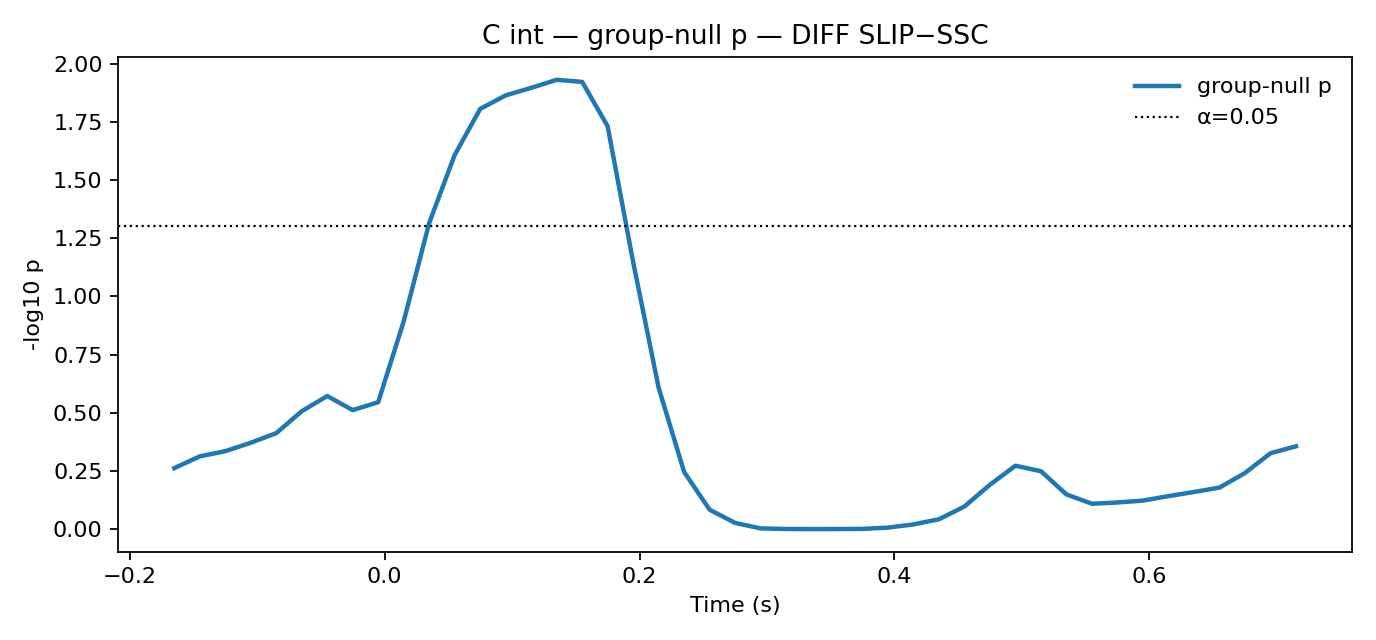 C int — group-null p — DIFF SLIP−SSC
group-null p
α=0.05
2.00
1.75
1.50
1.25
1.00
0.75
0.50
0.25
0.00
-log10 p
−0.2
0.0
0.2
0.4
0.6
Time (s)